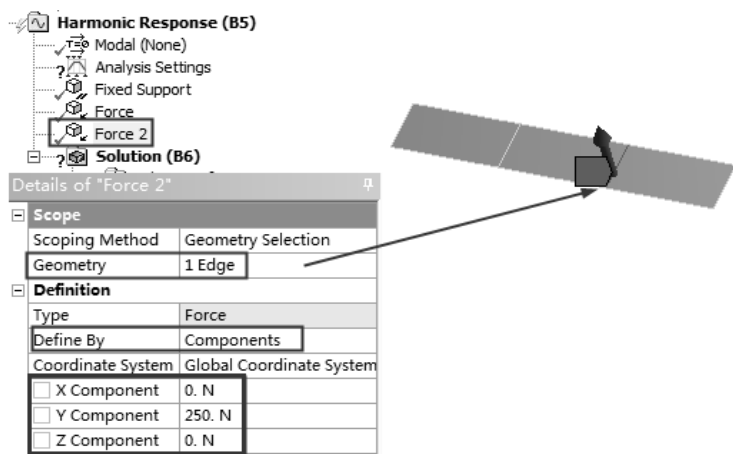 Harmonic Response (B5)
Modal (None)
Analysis Settings
Fixed Support
Force
Force 2
Solution (B6)
Details of "Force 2"
Scope
Scoping Method Geometry Selection
Geometry 1 Edge
Definition
Type Force
Define By Components
Coordinate System Global Coordinate System
X Component 0. N
Y Component 250. N
Z Component 0. N